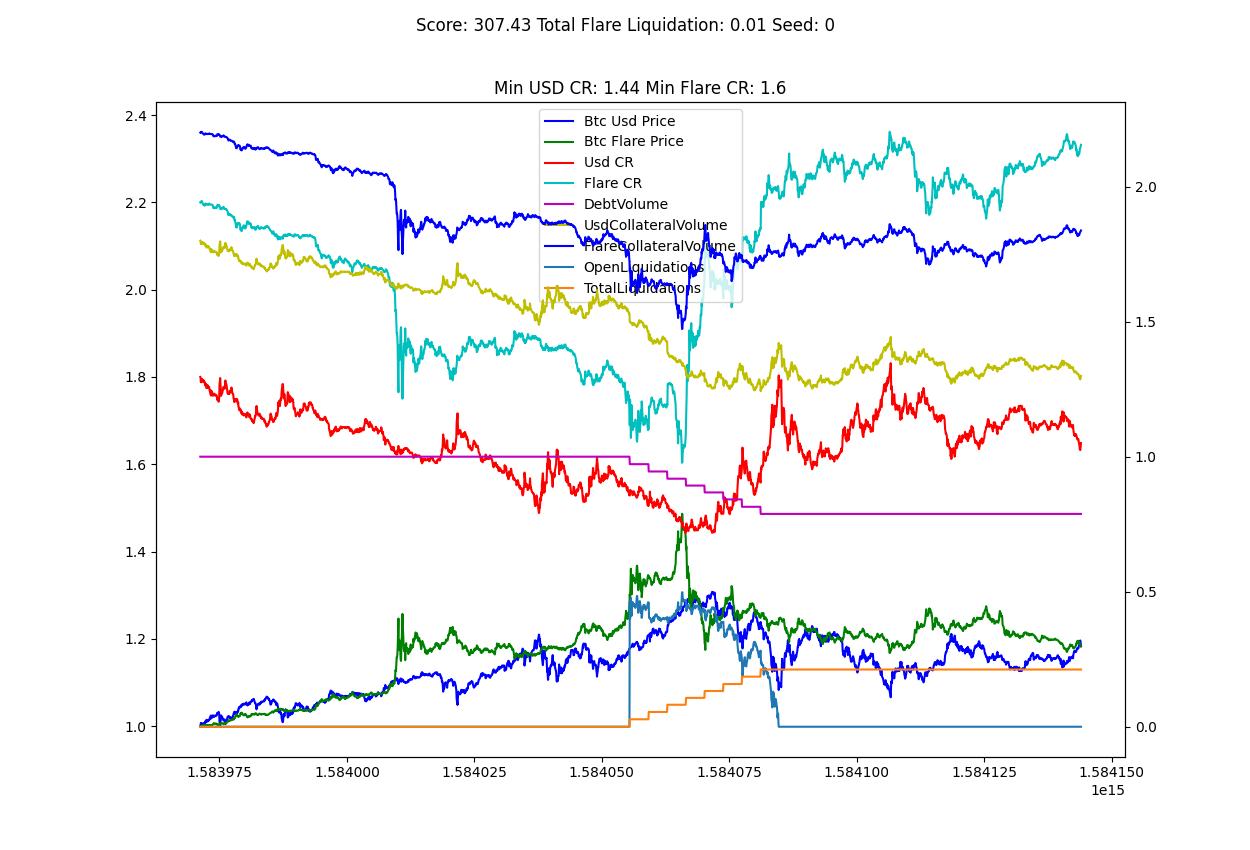 Score: 307.43 Total Flare Liquidation: 0.01 Seed: 0
Min USD CR: 1.44 Min Flare CR: 1.6
Btc Usd Price
Btc Flare Price
Usd CR
Flare CR
DebtVolume
UsdCollateralVolume
FlareCollateralVolume
OpenLiquidations
TotalLiquidations
2.4
2.2
2.0
1.8
1.6
1.4
1.2
1.0
2.0
1.5
1.0
0.5
0.0
1.583975 1.584000 1.584025 1.584050 1.584075 1.584100 1.584125 1.584150
1e15